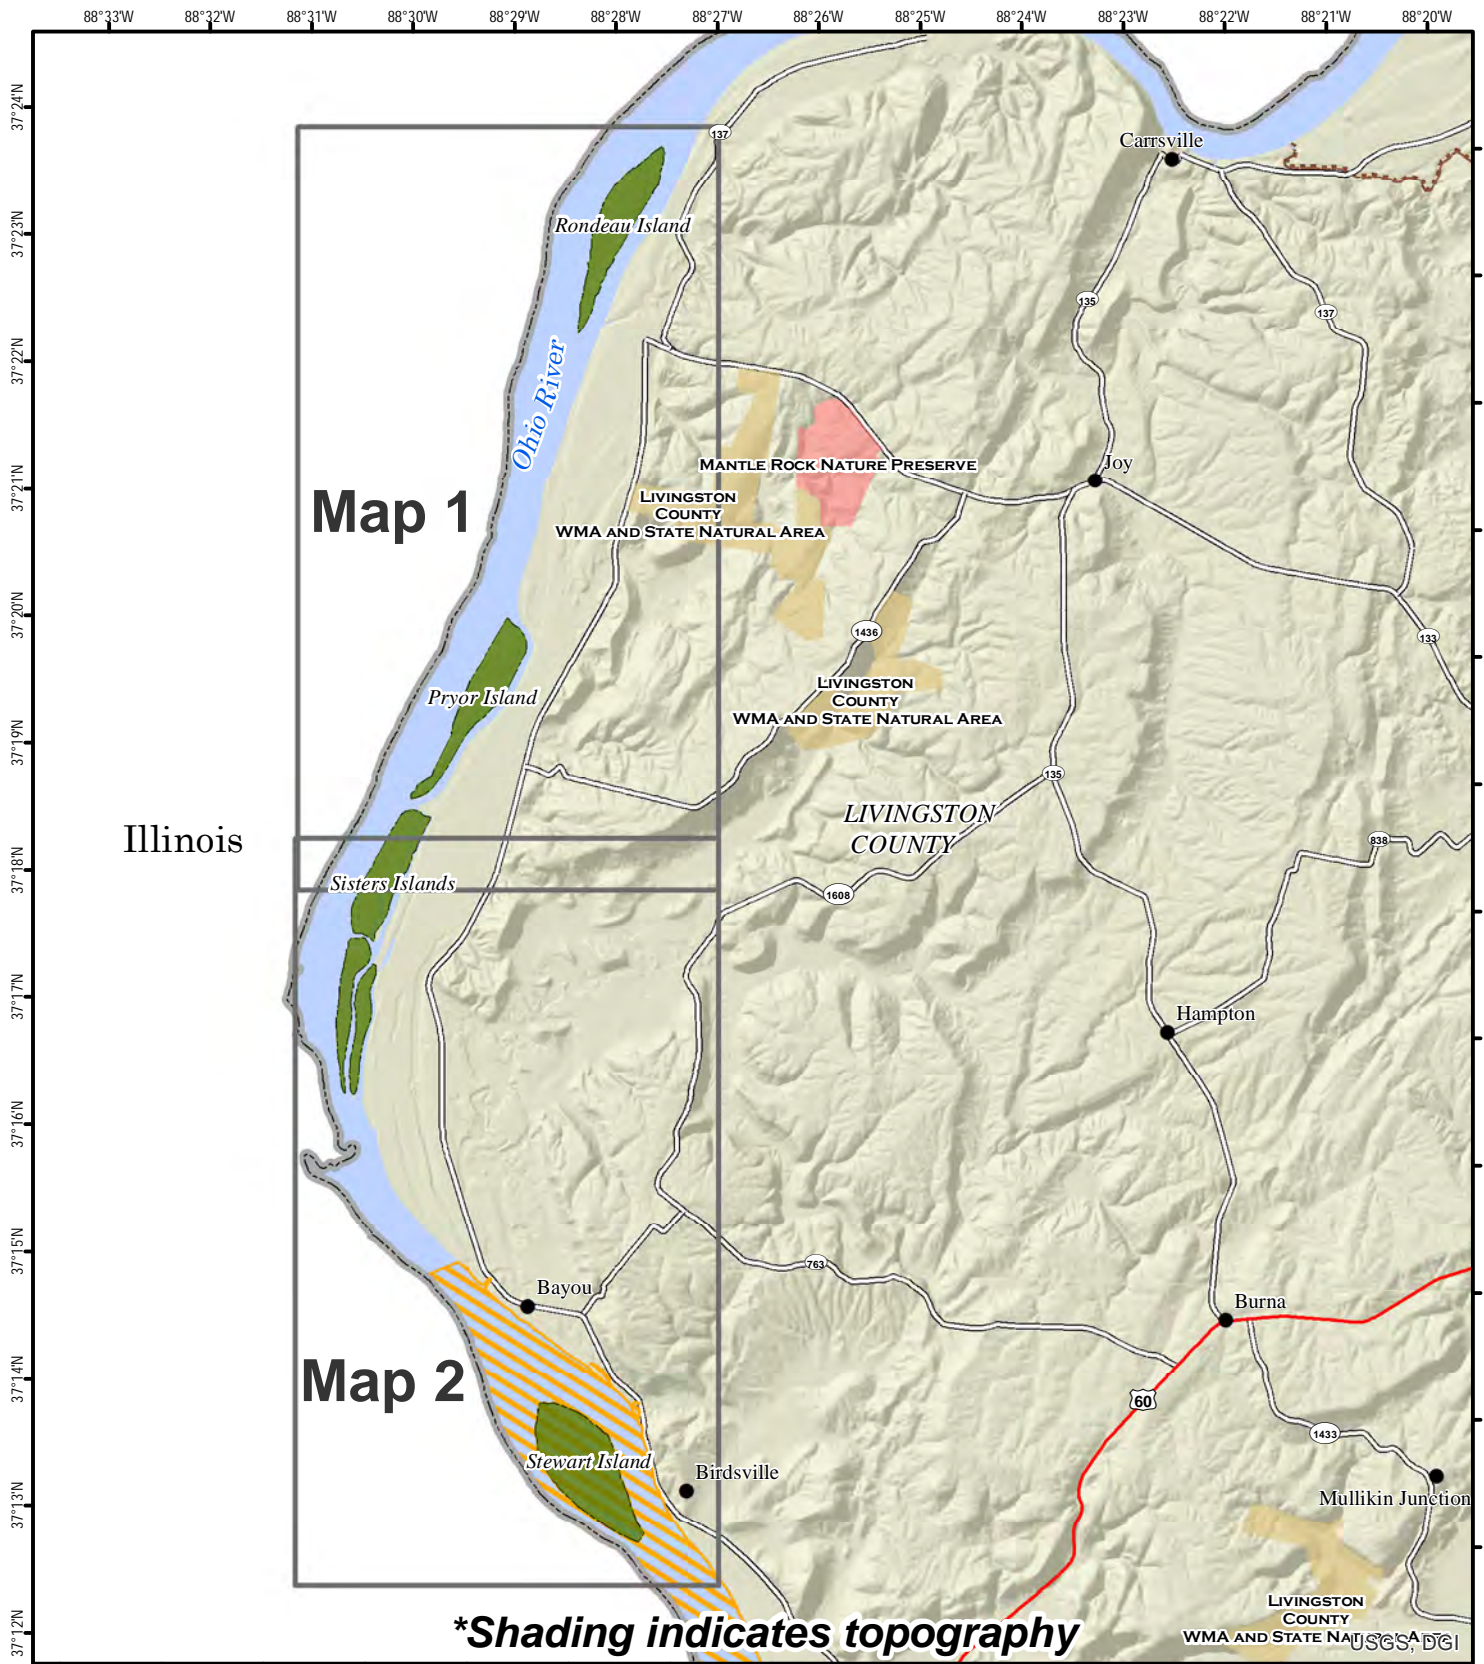 88°33'W 88°32'W 88°31'W 88°30'W 88°29'W 88°28'W 88°27'W 88°26'W 88°25'W 88°24'W 88°23'W 88°22'W 88°21'W 88°20'W
37°24'N
137
Carrsville
37°23'N
Rondeau Island
135
137
37°22'N
Ohio River
MANTLE ROCK NATURE PRESERVE
Joy
37°21'N
Map 1
LIVINGSTON
COUNTY
WMA AND STATE NATURAL AREA
37°20'N
1436
133
Pryor Island
LIVINGSTON
COUNTY
WMA AND STATE NATURAL AREA
37°19'N
135
LIVINGSTON
COUNTY
Illinois
838
37°18'N
Sisters Islands
1608
37°17'N
Hampton
37°16'N
37°15'N
763
Bayou
Burna
37°14'N
Map 2
60
1433
Stewart Island
Birdsville
37°13'N
Mullikin Junction
LIVINGSTON
COUNTY
WMA AND STATE NATURAL AREA
37°12'N
*Shading indicates topography
USGS, DGI